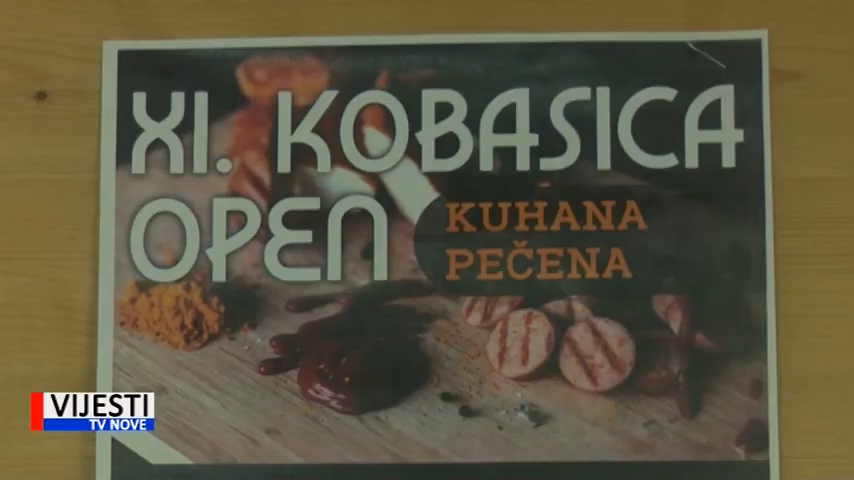 XI. KOBASICA
OPEN
KUHANA
PEČENA
VIJESTI
TV NOVE